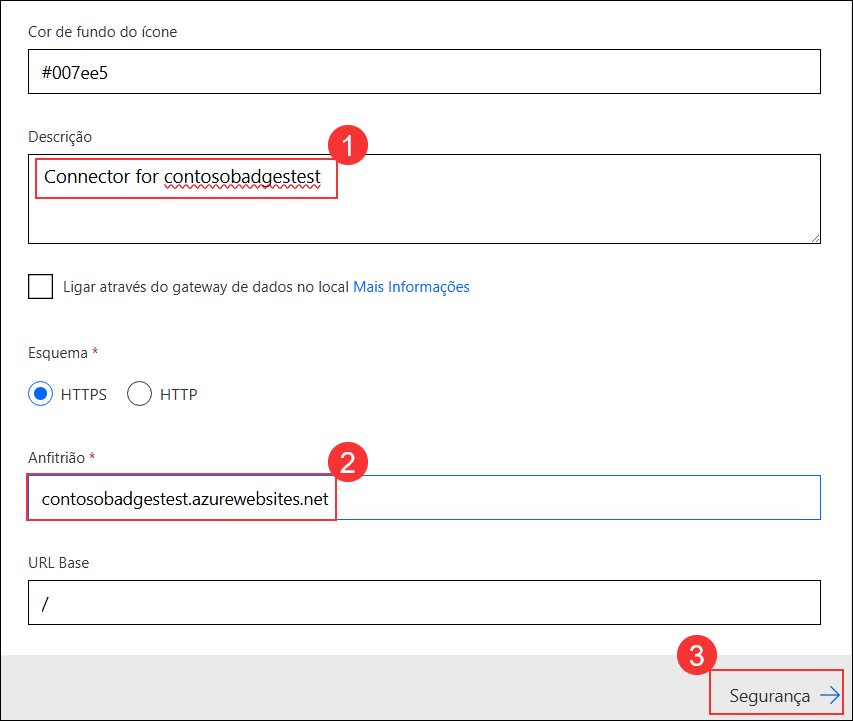 Cor de fundo do ícone
#007ee5
Descrição
1
Connector for contosobadgestest
Ligar através do gateway de dados no local Mais Informações
Esquema *
HTTPS HTTP
Anfitrião *
2
contosobadgestest.azurewebsites.net
URL Base
/
3
Segurança